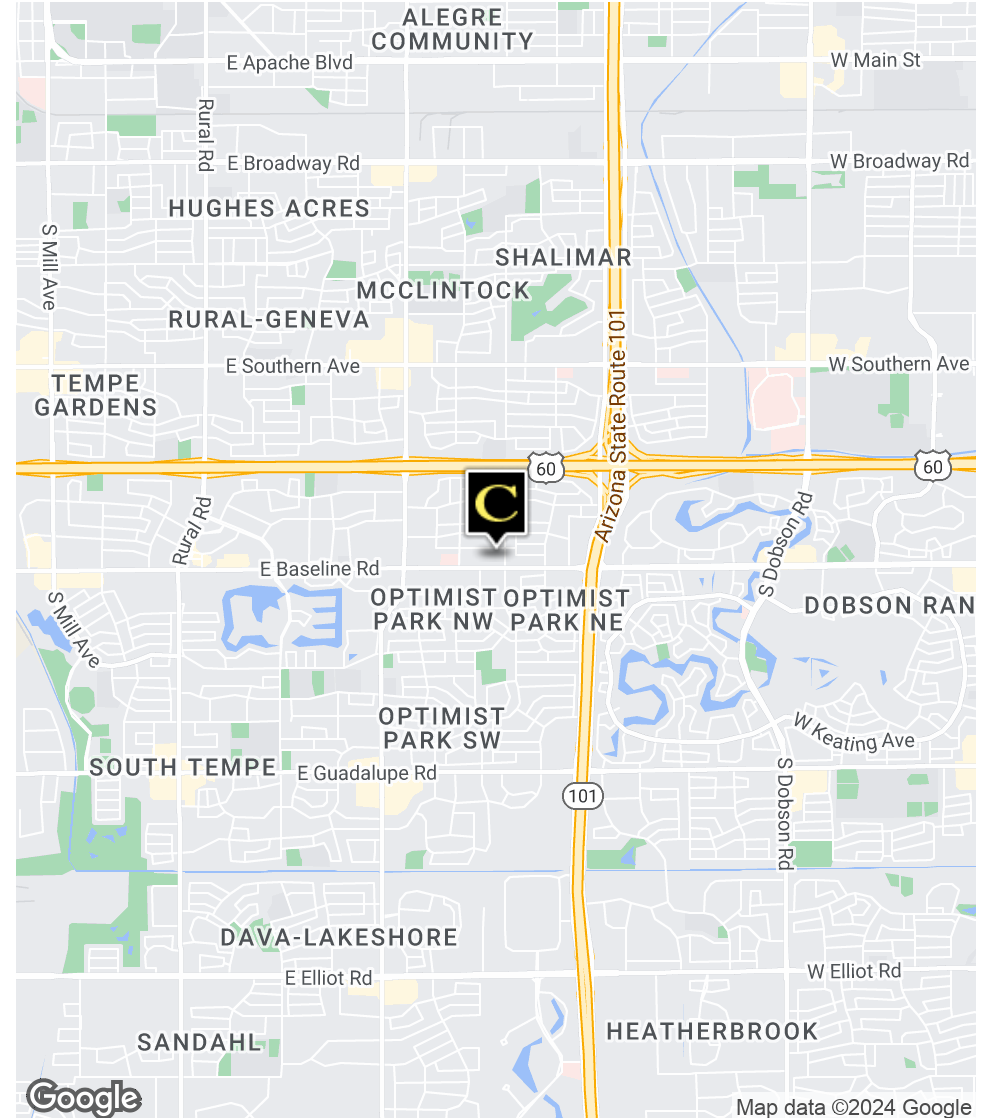 ALEGRE
COMMUNITY
E Apache Blvd
W Main St
Rural Rd
E Broadway Rd
W Broadway Rd
HUGHES ACRES
S Mill Ave
SHALIMAR
MCCLINTOCK
RURAL-GENEVA
Arizona State Route 101
E Southern Ave
W Southern Ave
TEMPE
GARDENS
60
60
C
Rural Rd
S Dobson Rd
E Baseline Rd
S Mill Ave
OPTIMIST
PARK NW
OPTIMIST
PARK NE
DOBSON RAN
OPTIMIST
PARK SW
W Keating Ave
SOUTH TEMPE
E Guadalupe Rd
101
S Dobson Rd
DAVA-LAKESHORE
E Elliot Rd
W Elliot Rd
SANDAHL
HEATHERBROOK
Google
Map data ©2024 Google